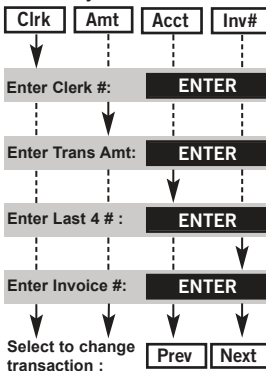 Clrk Amt Acct Inv#
Enter Clerk #: ENTER
Enter Trans Amt: ENTER
Enter Last 4 # : ENTER
Enter Invoice #: ENTER
Select to change
transaction : Prev Next